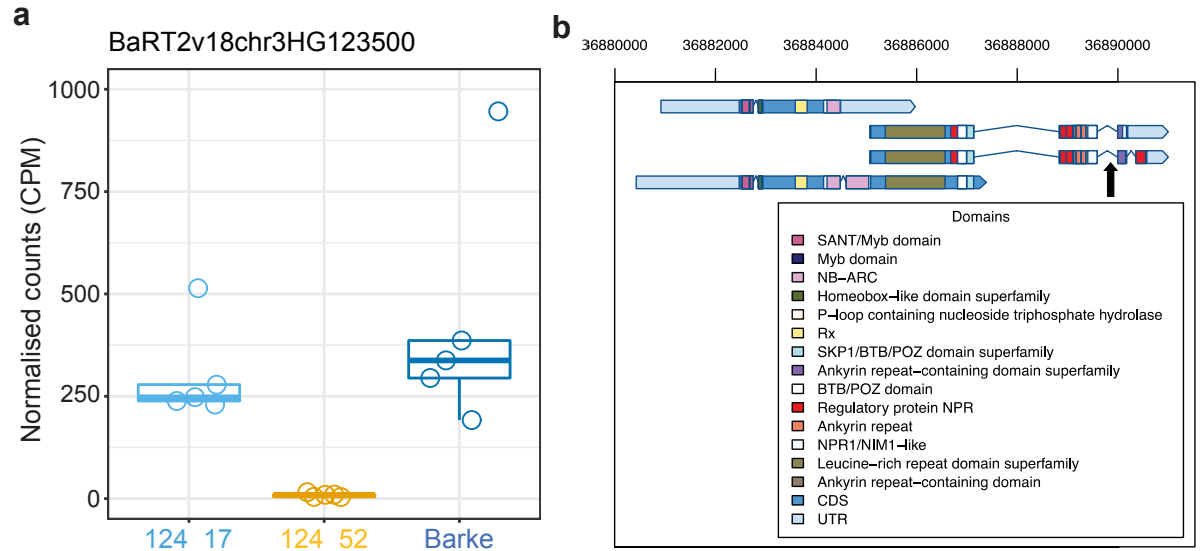 a
BaRT2v18chr3HG123500
Normalised counts (CPM)
1000
750
500
250
0
124 17
124 52
Barke
b
36880000
36882000
36884000
36886000
36888000
36890000
Domains
SANT/Myb domain
Myb domain
NB−ARC
Homeobox−like domain superfamily
P−loop containing nucleoside triphosphate hydrolase
Rx
SKP1/BTB/POZ domain superfamily
Ankyrin repeat−containing domain superfamily
BTB/POZ domain
Regulatory protein NPR
Ankyrin repeat
NPR1/NIM1−like
Leucine−rich repeat domain superfamily
Ankyrin repeat−containing domain
CDS
UTR